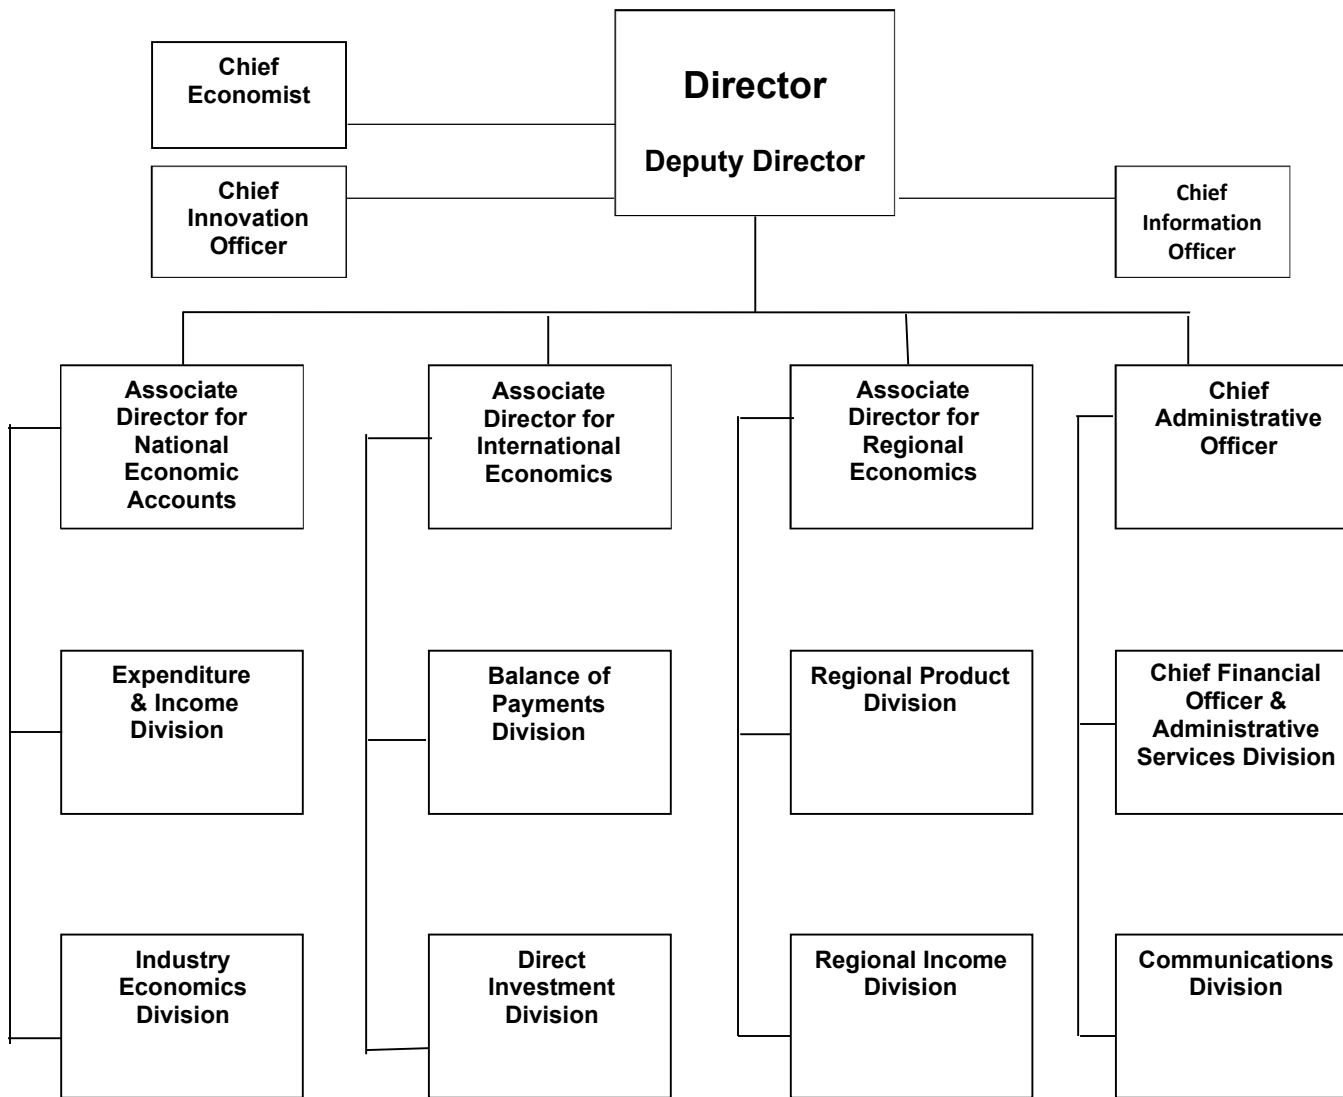 Chief
Economist
Director
Deputy Director
Chief
Innovation
Officer
Chief
Information
Officer
Associate
Director for
National
Economic
Accounts
Associate
Director for
International
Economics
Associate
Director for
Regional
Economics
Chief
Administrative
Officer
Expenditure
& Income
Division
Balance of
Payments
Division
Regional Product
Division
Chief Financial
Officer &
Administrative
Services Division
Industry
Economics
Division
Direct
Investment
Division
Regional Income
Division
Communications
Division